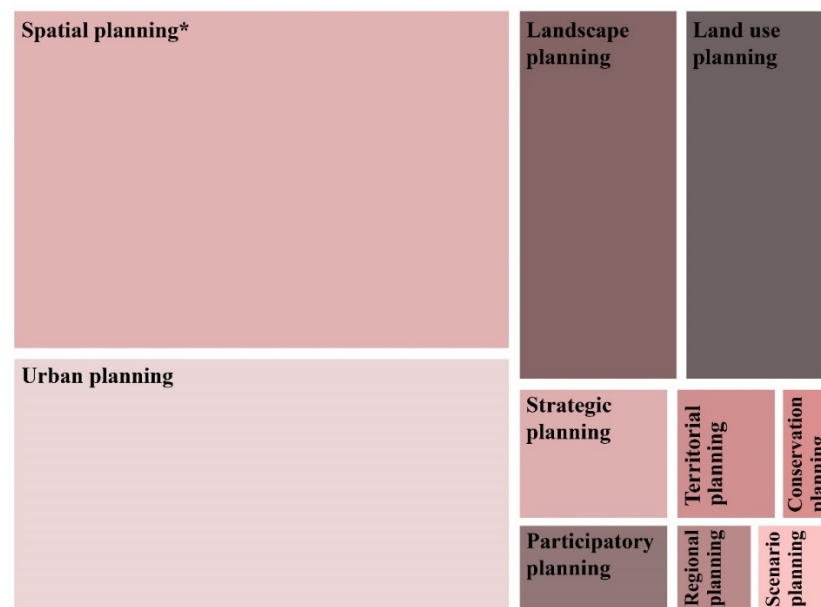 Spatial planning*
Landscape
planning
Land use
planning
Urban planning
Strategic
planning
Territorial
planning
Conservation
planning
Participatory
planning
Regional
planning
Scenario
planning